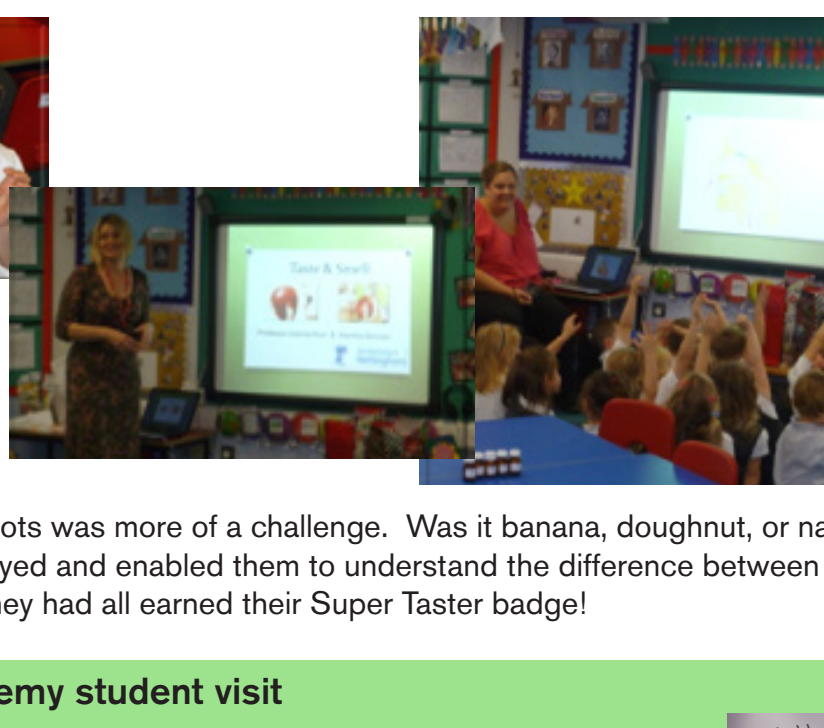 Taste & Smell
ots was more of a challenge. Was it banana, doughnut, or na
yed and enabled them to understand the difference between
ney had all earned their Super Taster badge!
emy student visit